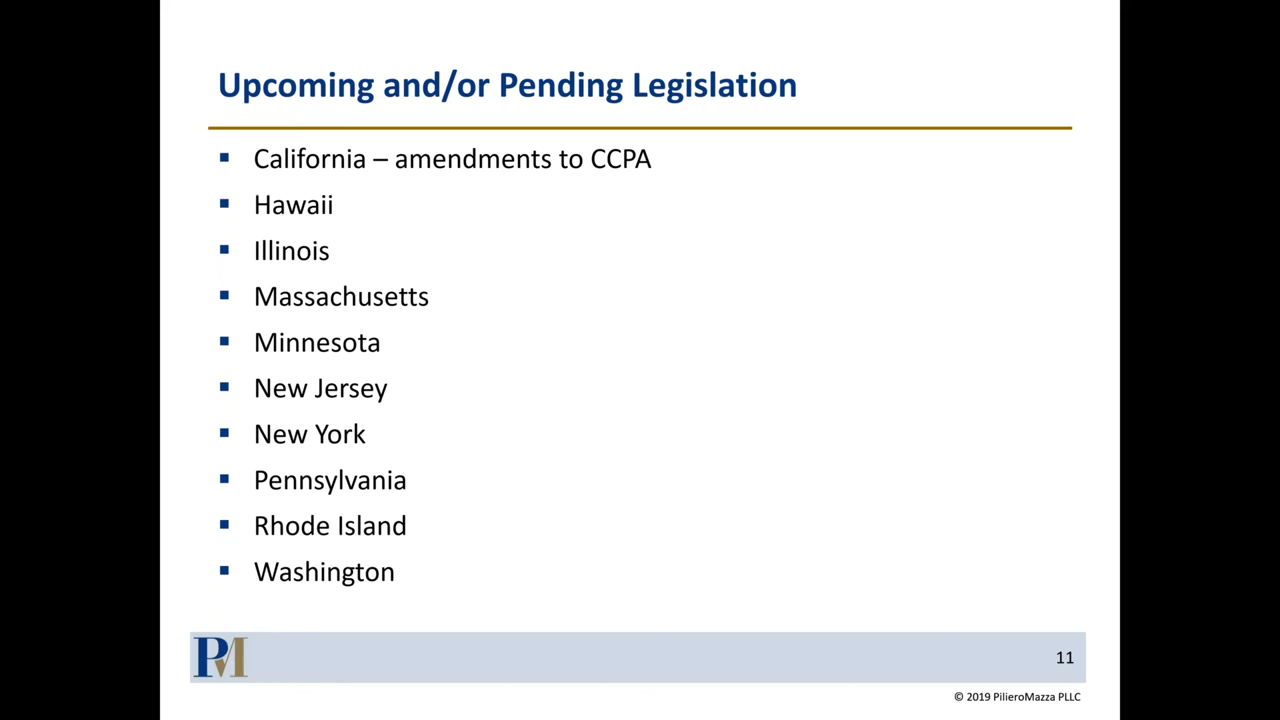 Upcoming and/or Pending Legislation
▪ California – amendments to CCPA
▪ Hawaii
▪ Illinois
▪ Massachusetts
▪ Minnesota
▪ New Jersey
▪ New York
▪ Pennsylvania
▪ Rhode Island
▪ Washington
PM
11
© 2019 PilieroMazza PLLC